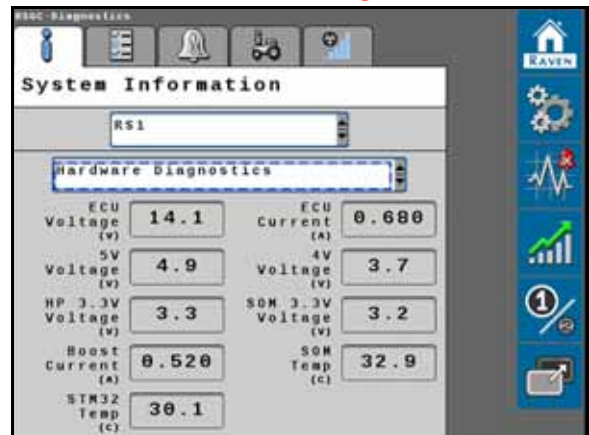 RSGC-Diagnostics
RAVEN
System Information
RS1
Hardware Diagnostics
ECU Voltage (V) 14.1 ECU Current (A) 0.680
5V Voltage (V) 4.9 4V Voltage (V) 3.7
HP 3.3V Voltage (V) 3.3 SOM 3.3V Voltage (V) 3.2
Boost Current (A) 0.520 SOM Temp (C) 32.9
STM32 Temp (C) 30.1
1/2